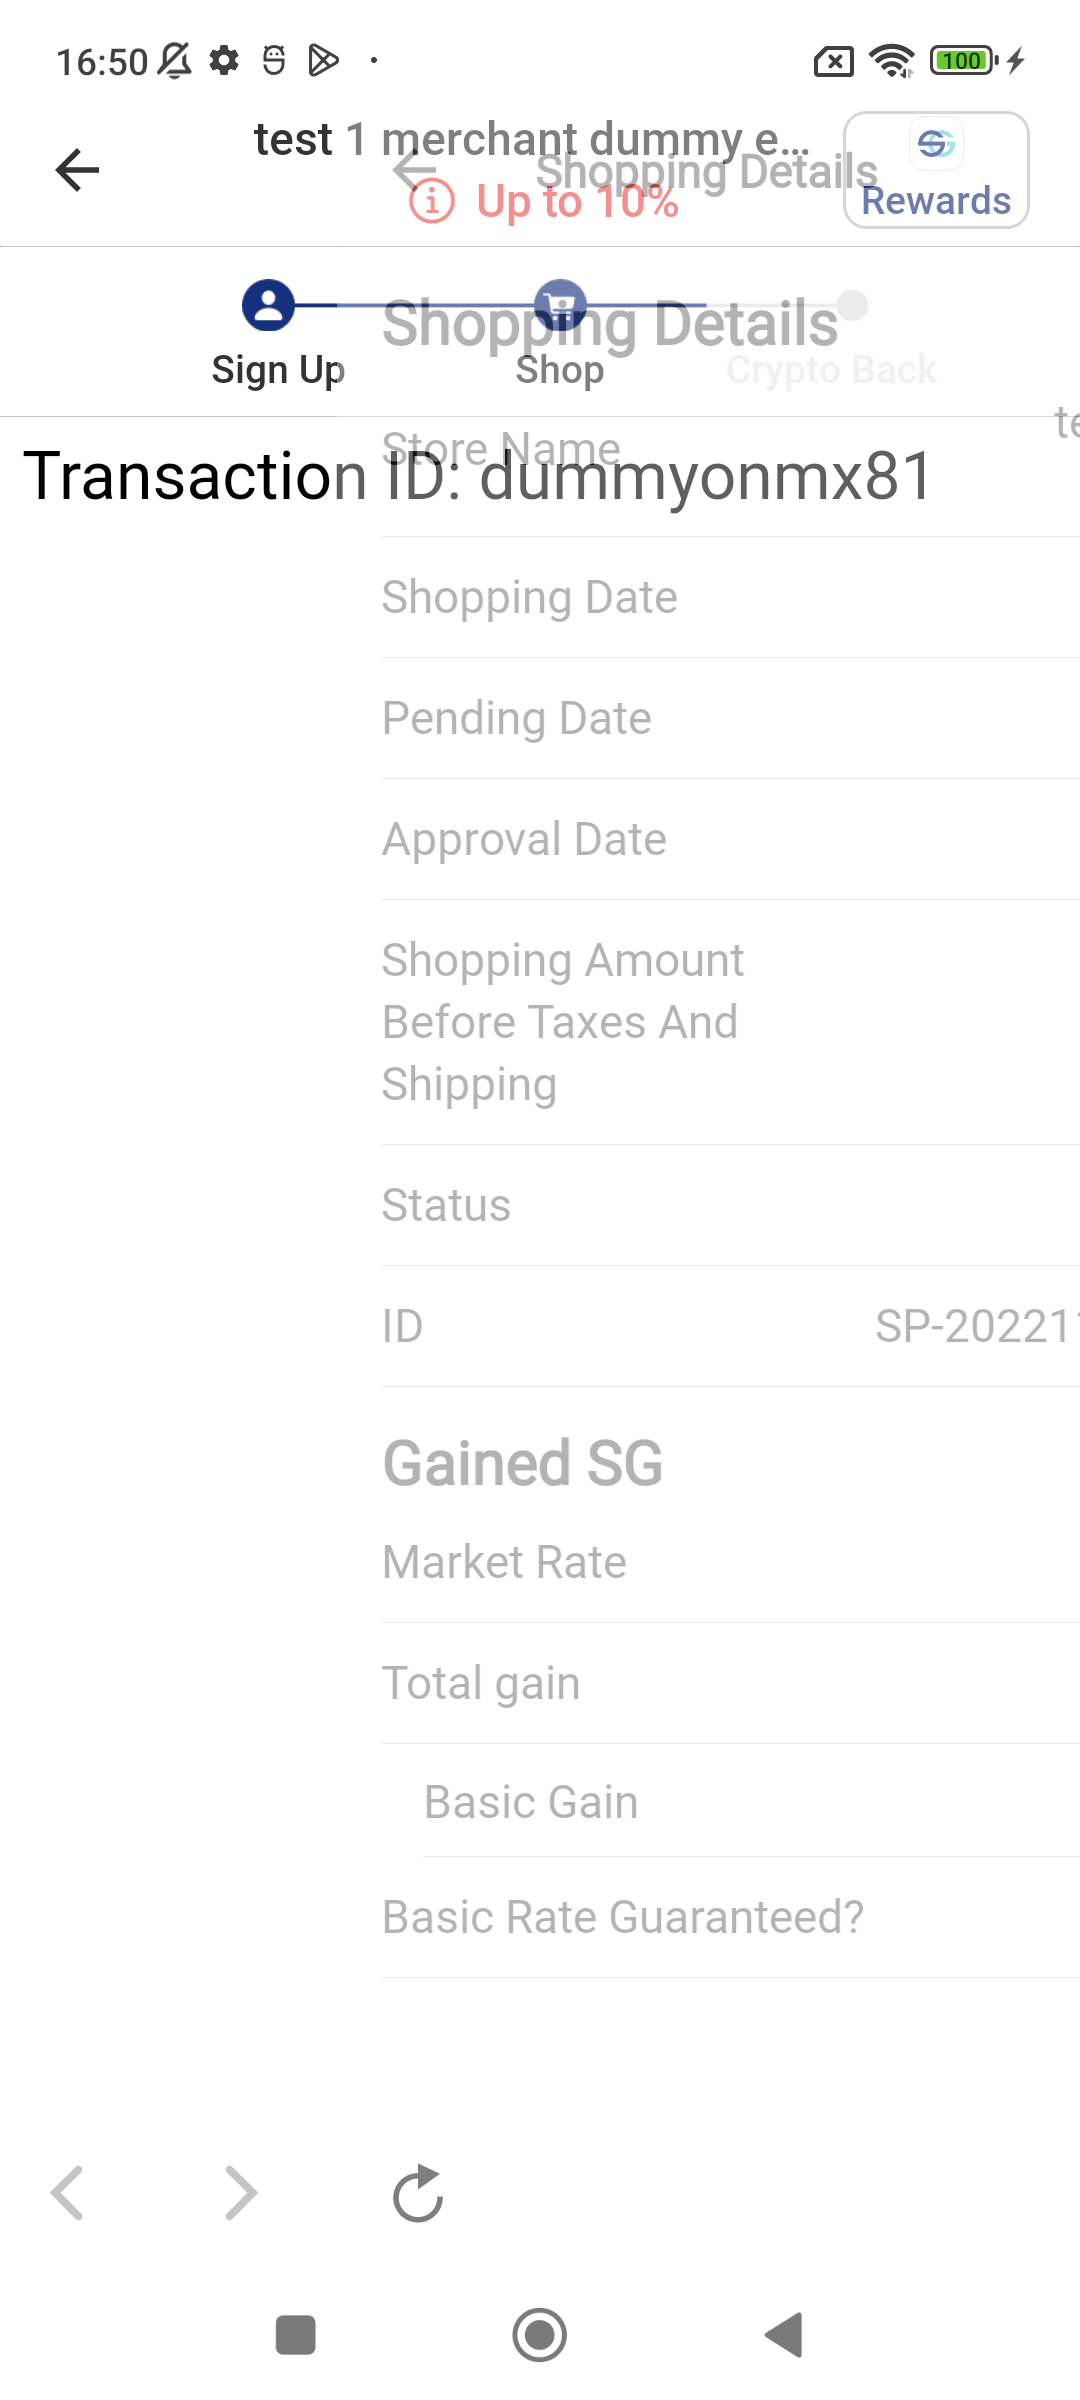 16:50
100
test 1 merchant dummy e...
Shopping Details
Up to 10%
Rewards
Shopping Details
Sign Up
Shop
Crypto Back
te
Store Name
Transaction ID: dummyonmx81
Shopping Date
Pending Date
Approval Date
Shopping Amount
Before Taxes And
Shipping
Status
ID SP-202211
Gained SG
Market Rate
Total gain
Basic Gain
Basic Rate Guaranteed?